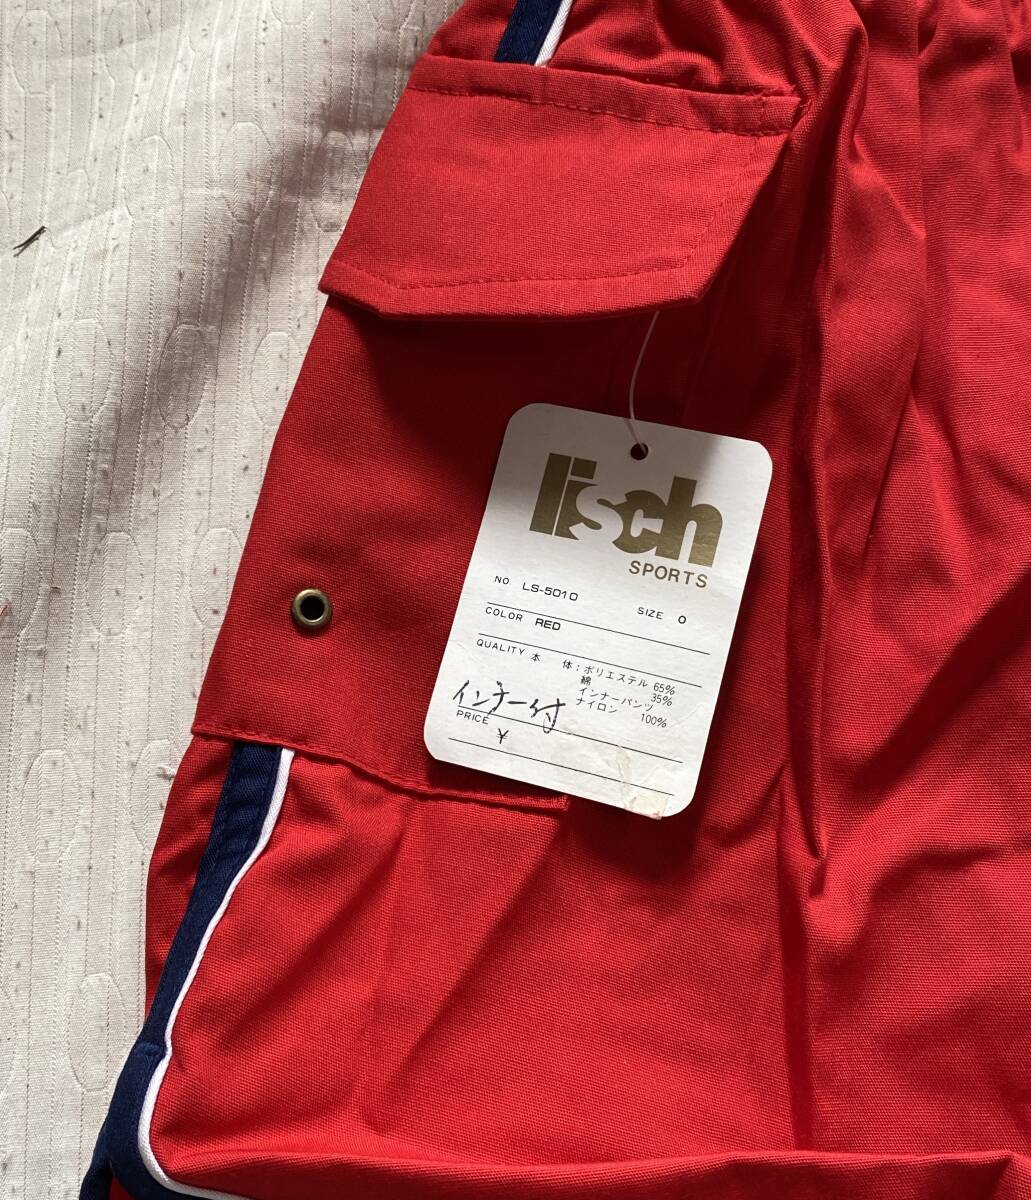 lisch
SPORTS
NO LS-5010 SIZE 0
COLOR RED
QUALITY 本 体：ポリエステル 65%
綿 35%
インナーパンツ
ナイロン 100%
インナー付
PRICE
¥